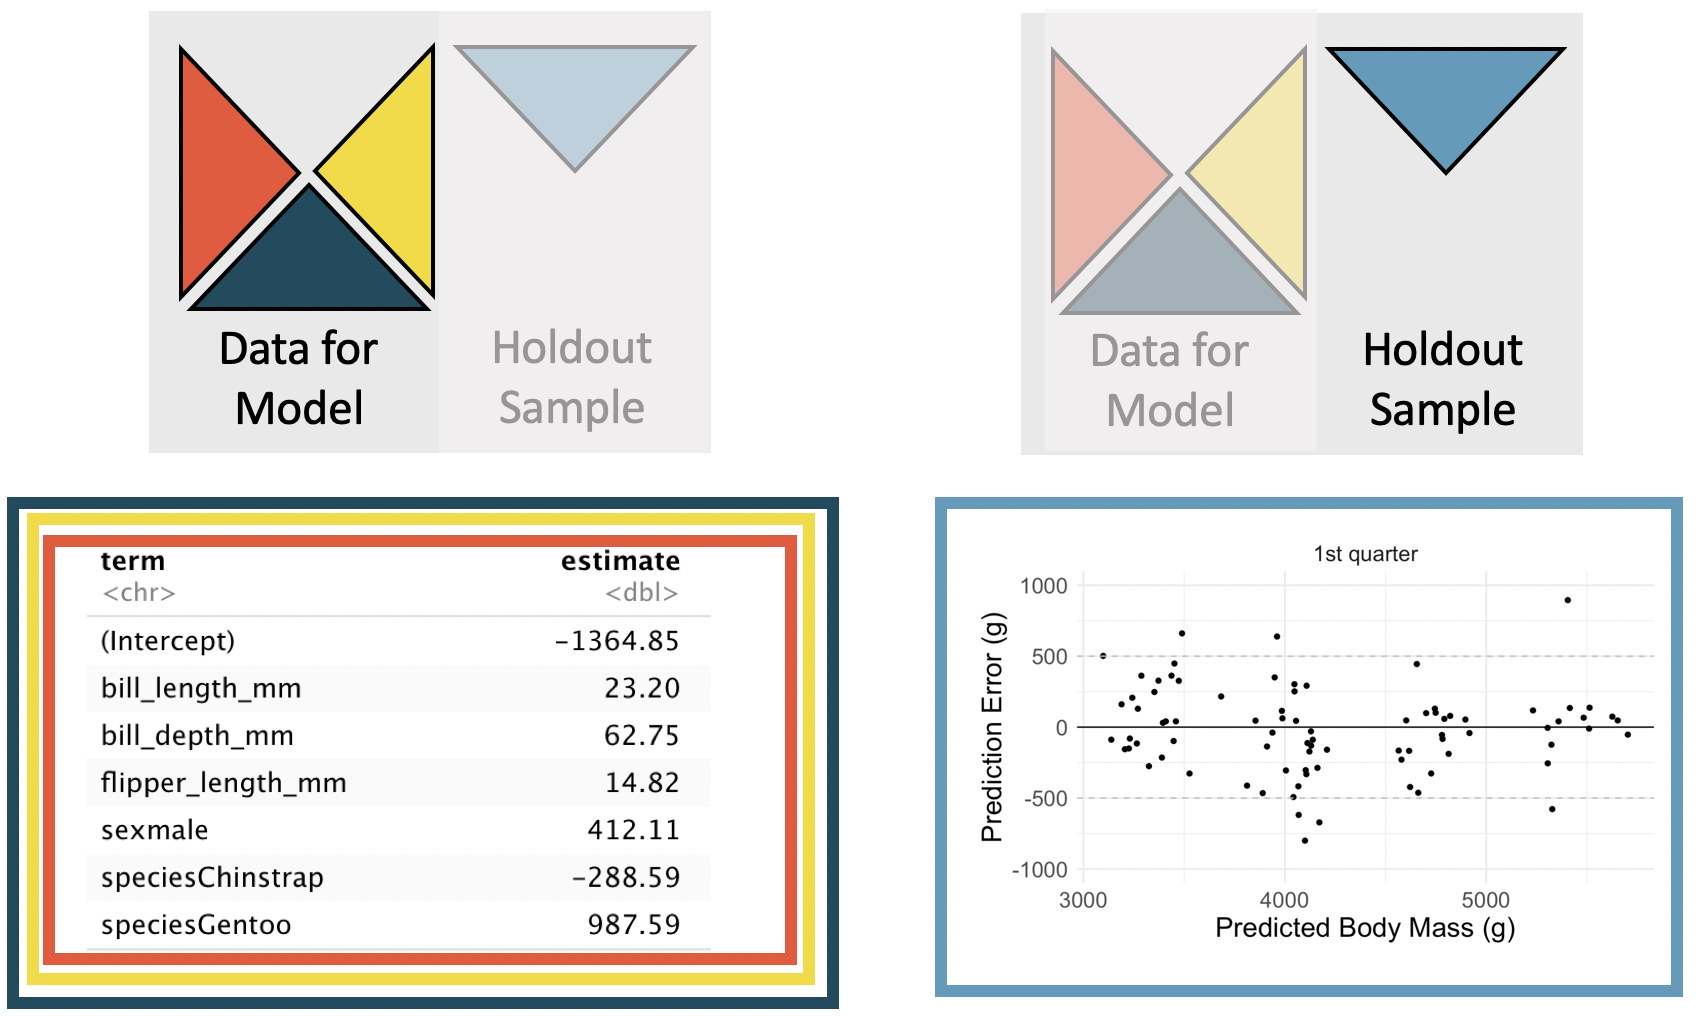 Data for
Model
Holdout
Sample
Data for
Model
Holdout
Sample
term estimate
<chr> <dbl>
(Intercept) −1364.85
bill_length_mm 23.20
bill_depth_mm 62.75
flipper_length_mm 14.82
sexmale 412.11
speciesChinstrap −288.59
speciesGentoo 987.59
1st quarter
Prediction Error (g)
1000
500
0
-500
-1000
3000 4000 5000
Predicted Body Mass (g)